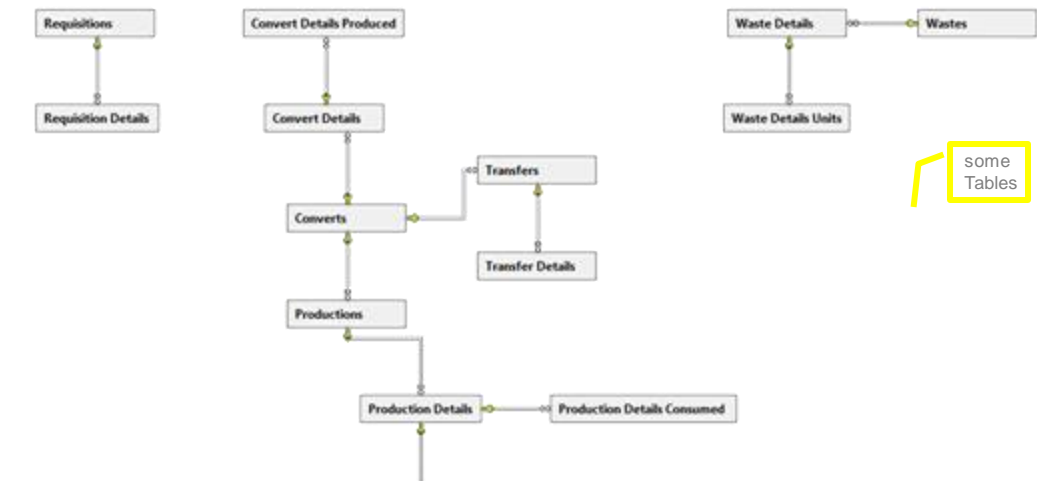 Requisitions
Convert Details Produced
Waste Details
Wastes
Requisition Details
Convert Details
Waste Details Units
some
Tables
Transfers
Converts
Transfer Details
Productions
Production Details
Production Details Consumed